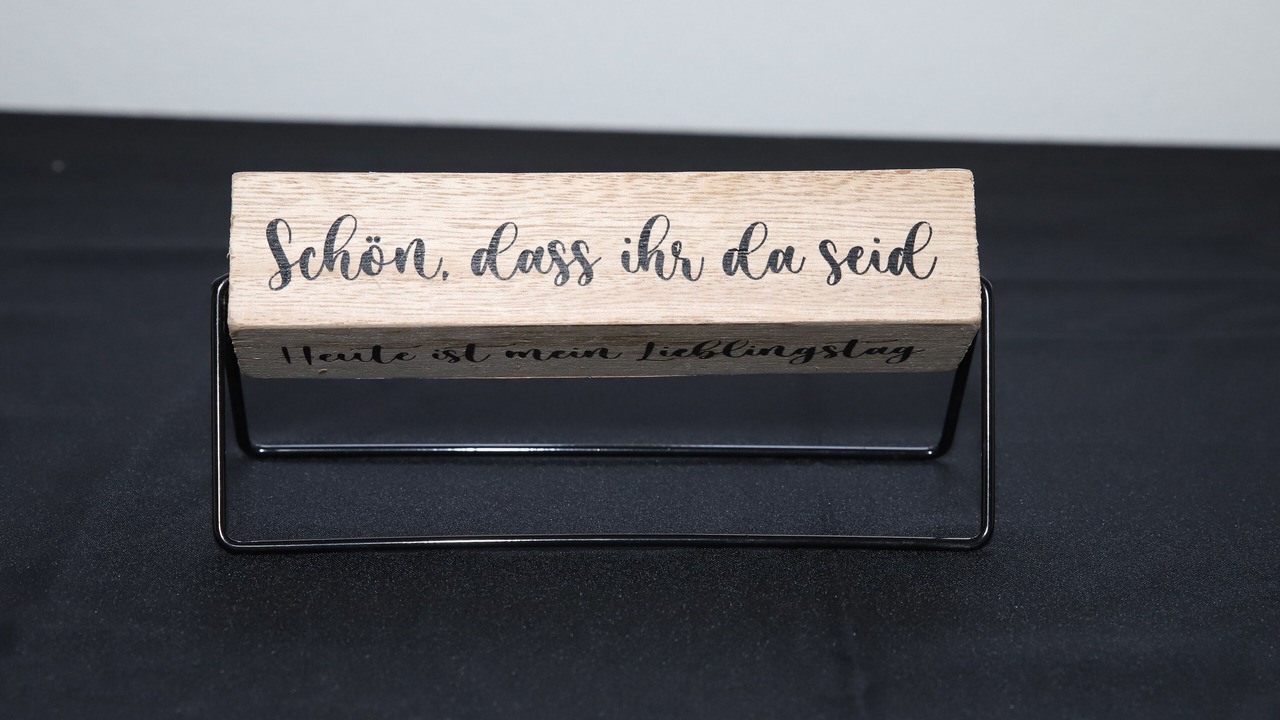 Schön, dass ihr da seid
Heute ist mein Lieblingstag